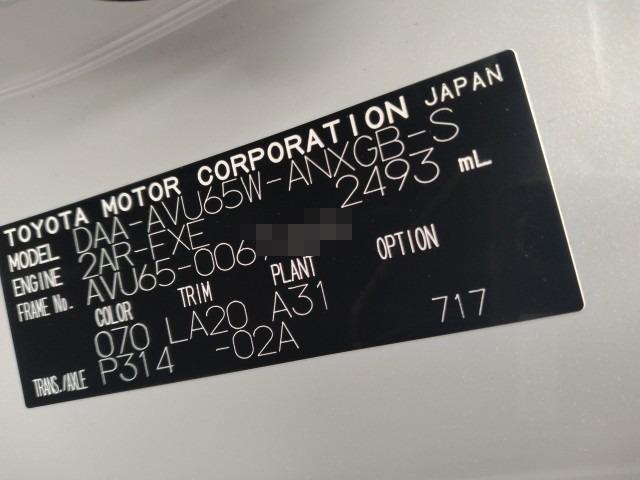 TOYOTA MOTOR CORPORATION JAPAN
MODEL DAA-AVU65W-ANXGB-S
ENGINE 2AR-FXE 2493 mL
FRAME No. AVU65-006
COLOR TRIM PLANT OPTION
070 LA20 A31 717
TRANS./AXLE P314 -02A